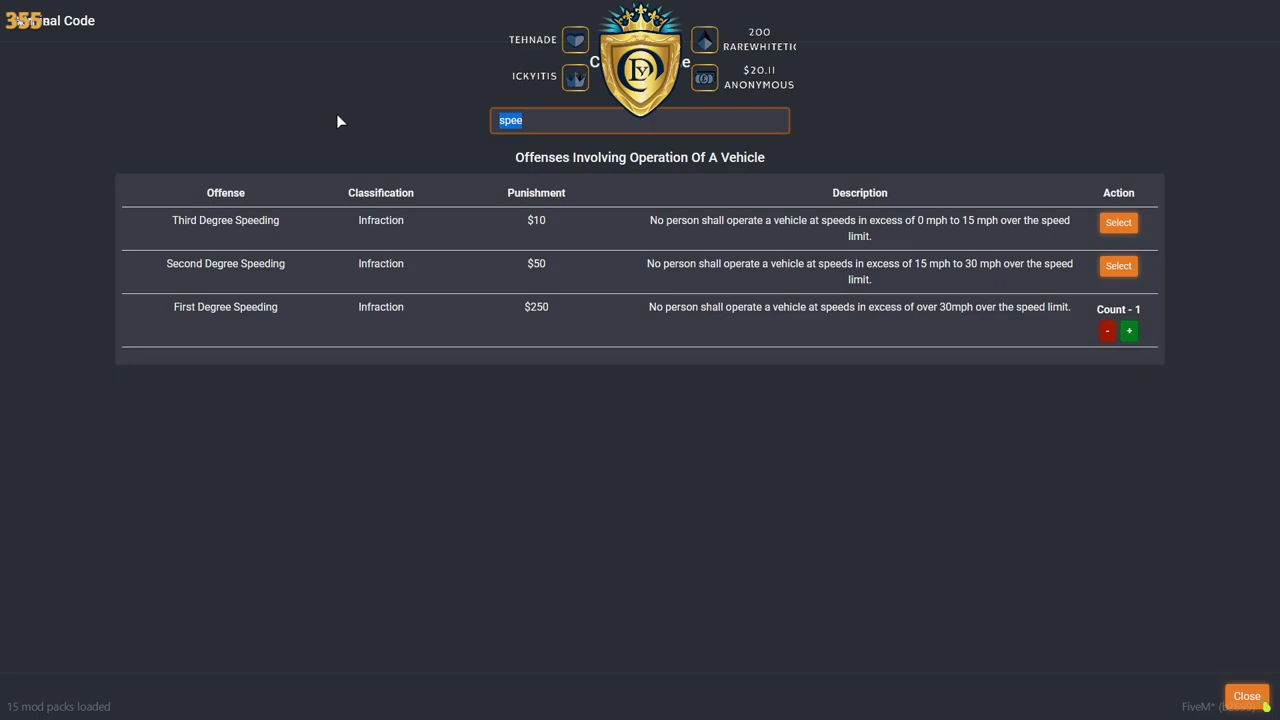 355
nal Code
TEHNADE
200
RAREWHITETIG
ICKYITIS
$20.11
ANONYMOUS
spee
Offenses Involving Operation Of A Vehicle
Offense Classification Punishment Description Action
Third Degree Speeding Infraction $10 No person shall operate a vehicle at speeds in excess of 0 mph to 15 mph over the speed limit. Select
Second Degree Speeding Infraction $50 No person shall operate a vehicle at speeds in excess of 15 mph to 30 mph over the speed limit. Select
First Degree Speeding Infraction $250 No person shall operate a vehicle at speeds in excess of over 30mph over the speed limit. Count - 1
- +
Close
15 mod packs loaded
FiveM*